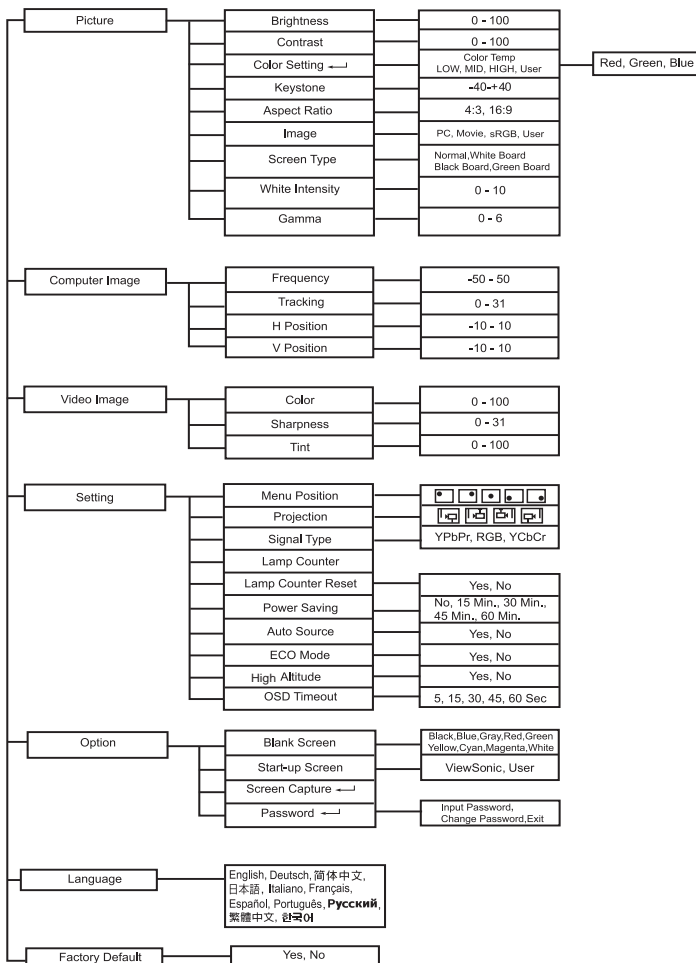 Picture
Brightness
0 - 100
Contrast
0 - 100
Color Setting
Color Temp
LOW, MID, HIGH, User
Red, Green, Blue
Keystone
-40-+40
Aspect Ratio
4:3, 16:9
Image
PC, Movie, sRGB, User
Screen Type
Normal,White Board
Black Board,Green Board
White Intensity
0 - 10
Gamma
0 - 6
Computer Image
Frequency
-50 - 50
Tracking
0 - 31
H Position
-10 - 10
V Position
-10 - 10
Video Image
Color
0 - 100
Sharpness
0 - 31
Tint
0 - 100
Setting
Menu Position
Projection
Signal Type
YPbPr, RGB, YCbCr
Lamp Counter
Lamp Counter Reset
Yes, No
Power Saving
No, 15 Min., 30 Min.,
45 Min., 60 Min.
Auto Source
Yes, No
ECO Mode
Yes, No
High Altitude
Yes, No
OSD Timeout
5, 15, 30, 45, 60 Sec
Option
Blank Screen
Black,Blue,Gray,Red,Green
Yellow,Cyan,Magenta,White
Start-up Screen
ViewSonic, User
Screen Capture
Password
Input Password,
Change Password,Exit
Language
English, Deutsch, 简体中文,
日本語, Italiano, Français,
Español, Português, Русский,
繁體中文, 한국어
Factory Default
Yes, No